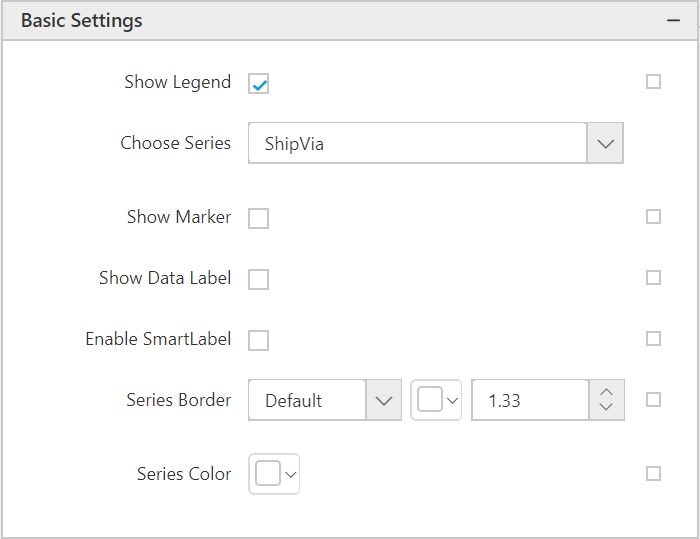 Basic Settings
Show Legend
Choose Series ShipVia
Show Marker
Show Data Label
Enable SmartLabel
Series Border Default 1.33
Series Color